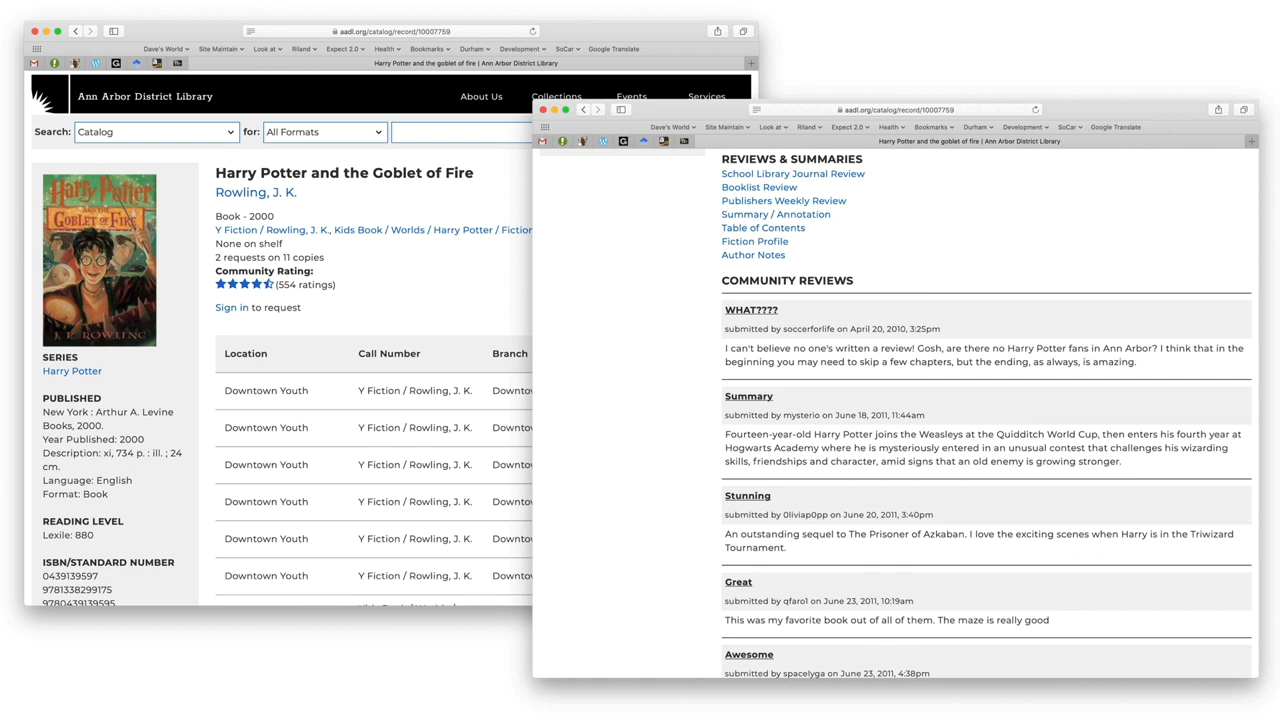 aadl.org/catalog/record/10007759
Dave's World Site Maintain Look at Riland Expect 2.0 Health Bookmarks Durham Development SoCar Google Translate
Harry Potter and the goblet of fire | Ann Arbor District Library
Ann Arbor District Library
About Us Collections Events Services
Search: Catalog for: All Formats
HARRY POTTER
AND THE
GOBLET OF FIRE
J. K. ROWLING
SERIES
Harry Potter
PUBLISHED
New York : Arthur A. Levine
Books, 2000.
Year Published: 2000
Description: xi, 734 p. : ill. ; 24
cm.
Language: English
Format: Book
READING LEVEL
Lexile: 880
ISBN/STANDARD NUMBER
0439139597
9781338299175
9780439139595
Harry Potter and the Goblet of Fire
Rowling, J. K.
Book - 2000
Y Fiction / Rowling, J. K., Kids Book / Worlds / Harry Potter / Fiction
None on shelf
2 requests on 11 copies
Community Rating:
(554 ratings)
Sign in to request
Location Call Number Branch
Downtown Youth Y Fiction / Rowling, J. K. Downto
Downtown Youth Y Fiction / Rowling, J. K. Downto
Downtown Youth Y Fiction / Rowling, J. K. Downto
Downtown Youth Y Fiction / Rowling, J. K. Downto
Downtown Youth Y Fiction / Rowling, J. K. Downto
Downtown Youth Y Fiction / Rowling, J. K. Downto
aadl.org/catalog/record/10007759
Dave's World Site Maintain Look at Riland Expect 2.0 Health Bookmarks Durham Development SoCar Google Translate
Harry Potter and the goblet of fire | Ann Arbor District Library
REVIEWS & SUMMARIES
School Library Journal Review
Booklist Review
Publishers Weekly Review
Summary / Annotation
Table of Contents
Fiction Profile
Author Notes
COMMUNITY REVIEWS
WHAT????
submitted by soccerforlife on April 20, 2010, 3:25pm
I can't believe no one's written a review! Gosh, are there no Harry Potter fans in Ann Arbor? I think that in the
beginning you may need to skip a few chapters, but the ending, as always, is amazing.
Summary
submitted by mysterio on June 18, 2011, 11:44am
Fourteen-year-old Harry Potter joins the Weasleys at the Quidditch World Cup, then enters his fourth year at
Hogwarts Academy where he is mysteriously entered in an unusual contest that challenges his wizarding
skills, friendships and character, amid signs that an old enemy is growing stronger.
Stunning
submitted by 0liviap0pp on June 20, 2011, 3:40pm
An outstanding sequel to The Prisoner of Azkaban. I love the exciting scenes when Harry is in the Triwizard
Tournament.
Great
submitted by qfaro1 on June 23, 2011, 10:19am
This was my favorite book out of all of them. The maze is really good
Awesome
submitted by spacelyga on June 23, 2011, 4:38pm